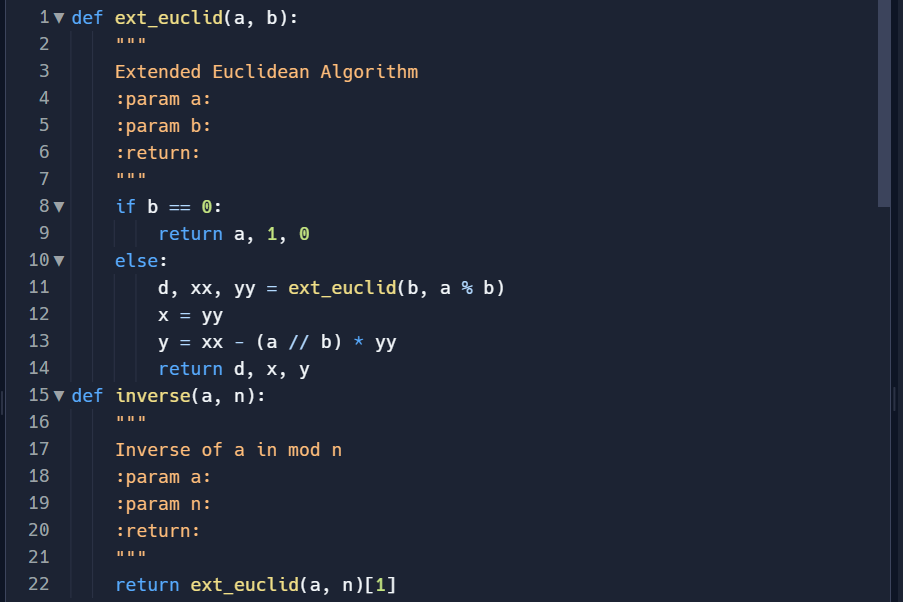 1 def ext_euclid(a, b):
2     """
3     Extended Euclidean Algorithm
4     :param a:
5     :param b:
6     :return:
7     """
8     if b == 0:
9         return a, 1, 0
10     else:
11         d, xx, yy = ext_euclid(b, a % b)
12         x = yy
13         y = xx - (a // b) * yy
14         return d, x, y
15 def inverse(a, n):
16     """
17     Inverse of a in mod n
18     :param a:
19     :param n:
20     :return:
21     """
22     return ext_euclid(a, n)[1]